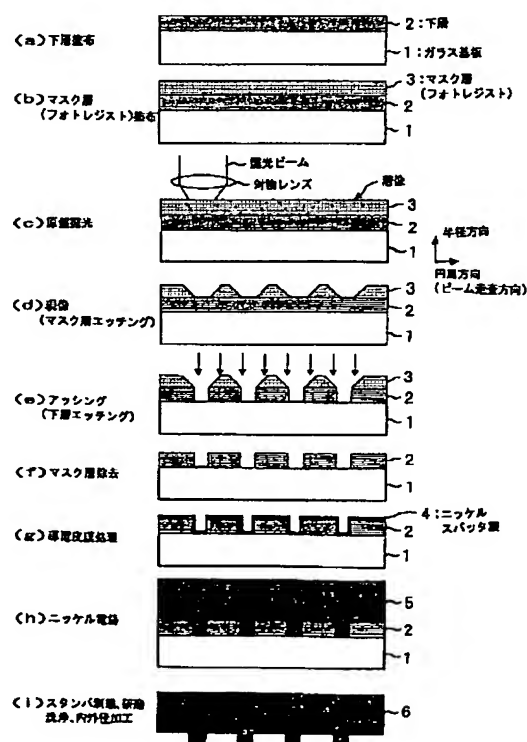 (a) 下層塗布
2:下層
1:ガラス基板
(b) マスク層
(フォトレジスト)塗布
3:マスク層
(フォトレジスト)
2
1
露光ビーム
対物レンズ
潜像
(c) 原盤露光
3
2
1
半径方向
円周方向
(ビーム走査方向)
(d) 現像
(マスク層エッチング)
3
2
1
(e) アッシング
(下層エッチング)
3
2
1
(f) マスク層除去
2
1
(g) 導電皮膜処理
4:ニッケル
スパッタ膜
2
1
(h) ニッケル電鋳
5
2
1
(i) スタンパ剥離、研磨
洗浄、内外径加工
6